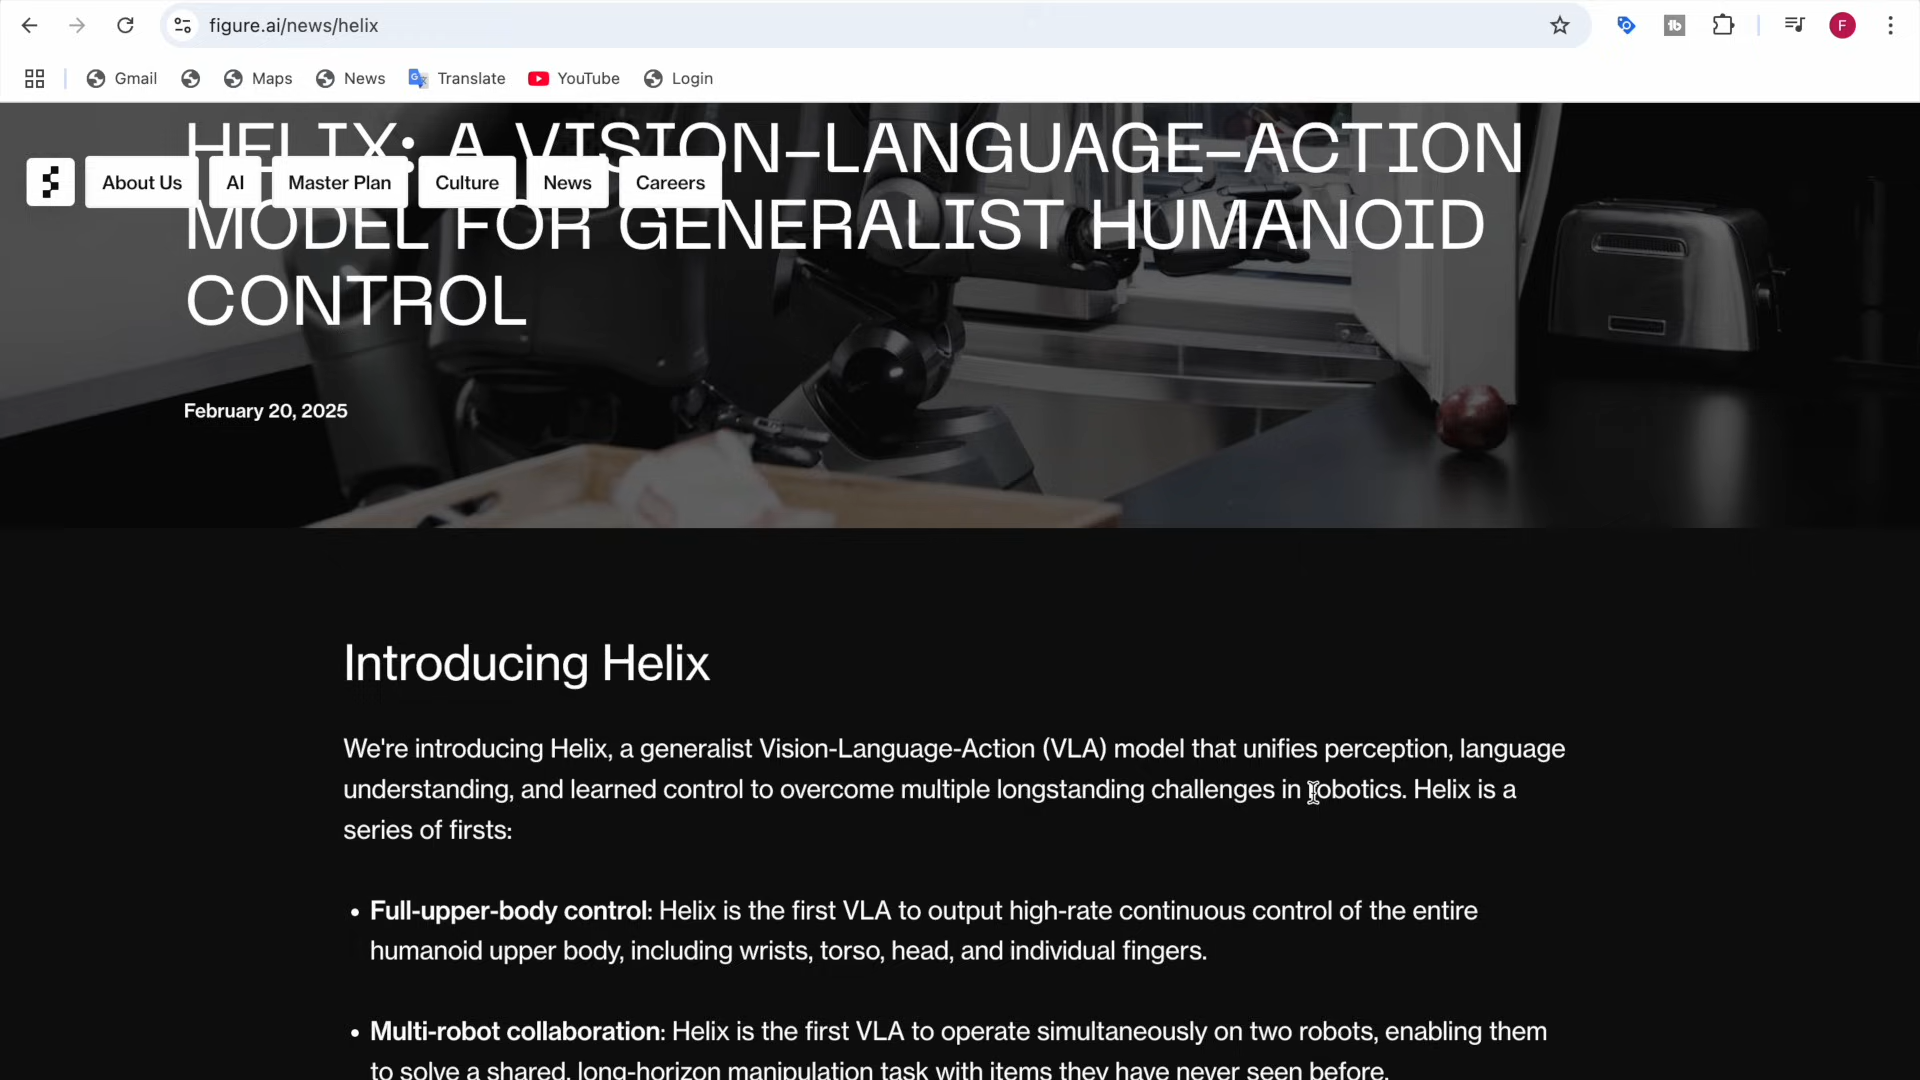 figure.ai/news/helix
F
Gmail
Maps
News
Translate
YouTube
Login
HELIX: A VISION-LANGUAGE-ACTION
About Us
AI
Master Plan
Culture
News
Careers
MODEL FOR GENERALIST HUMANOID
CONTROL
February 20, 2025
Introducing Helix
We're introducing Helix, a generalist Vision-Language-Action (VLA) model that unifies perception, language
understanding, and learned control to overcome multiple longstanding challenges in robotics. Helix is a
series of firsts:
• Full-upper-body control: Helix is the first VLA to output high-rate continuous control of the entire
humanoid upper body, including wrists, torso, head, and individual fingers.
• Multi-robot collaboration: Helix is the first VLA to operate simultaneously on two robots, enabling them
to solve a shared, long-horizon manipulation task with items they have never seen before.